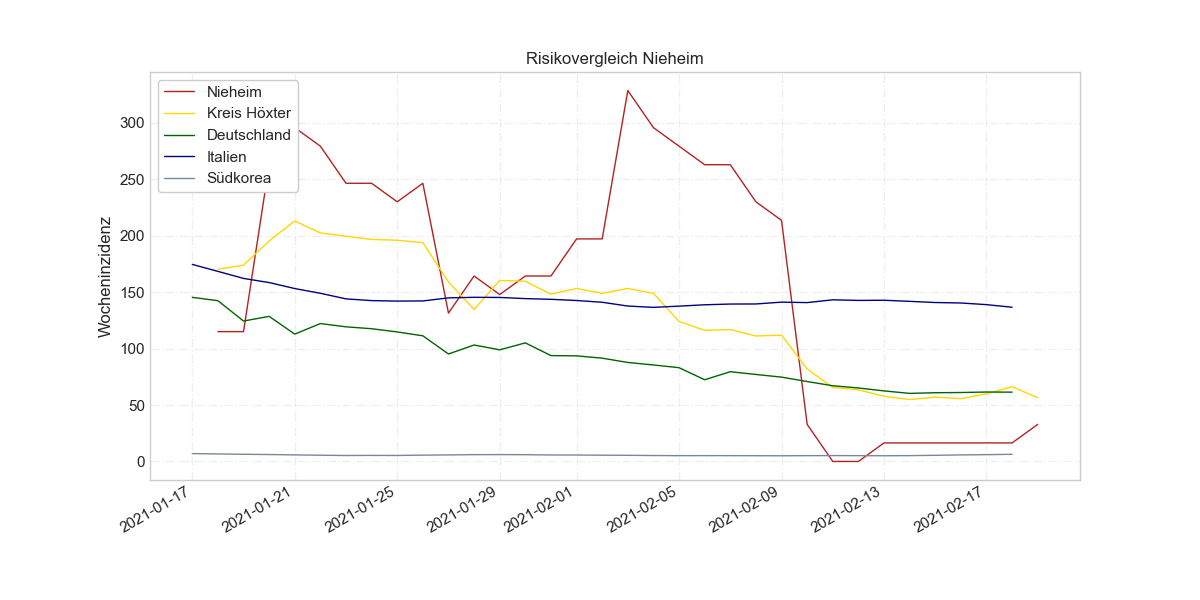 Risikovergleich Nieheim
Nieheim
Kreis Höxter
Deutschland
Italien
Südkorea
Wocheninzidenz
300
250
200
150
100
50
0
2021-01-17
2021-01-21
2021-01-25
2021-01-29
2021-02-01
2021-02-05
2021-02-09
2021-02-13
2021-02-17